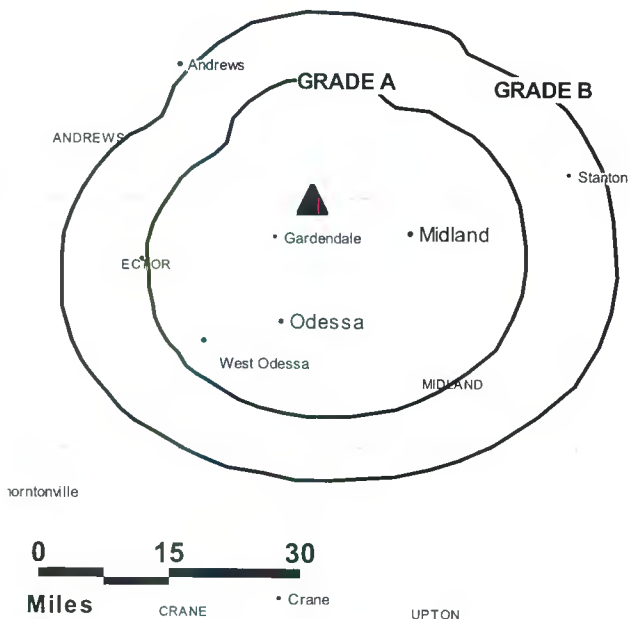 Andrews
GRADE A
GRADE B
ANDREWS
Stanton
Gardendale
Midland
ECTOR
Odessa
West Odessa
MIDLAND
horntonville
0 15 30
Miles
CRANE
Crane
UPTON